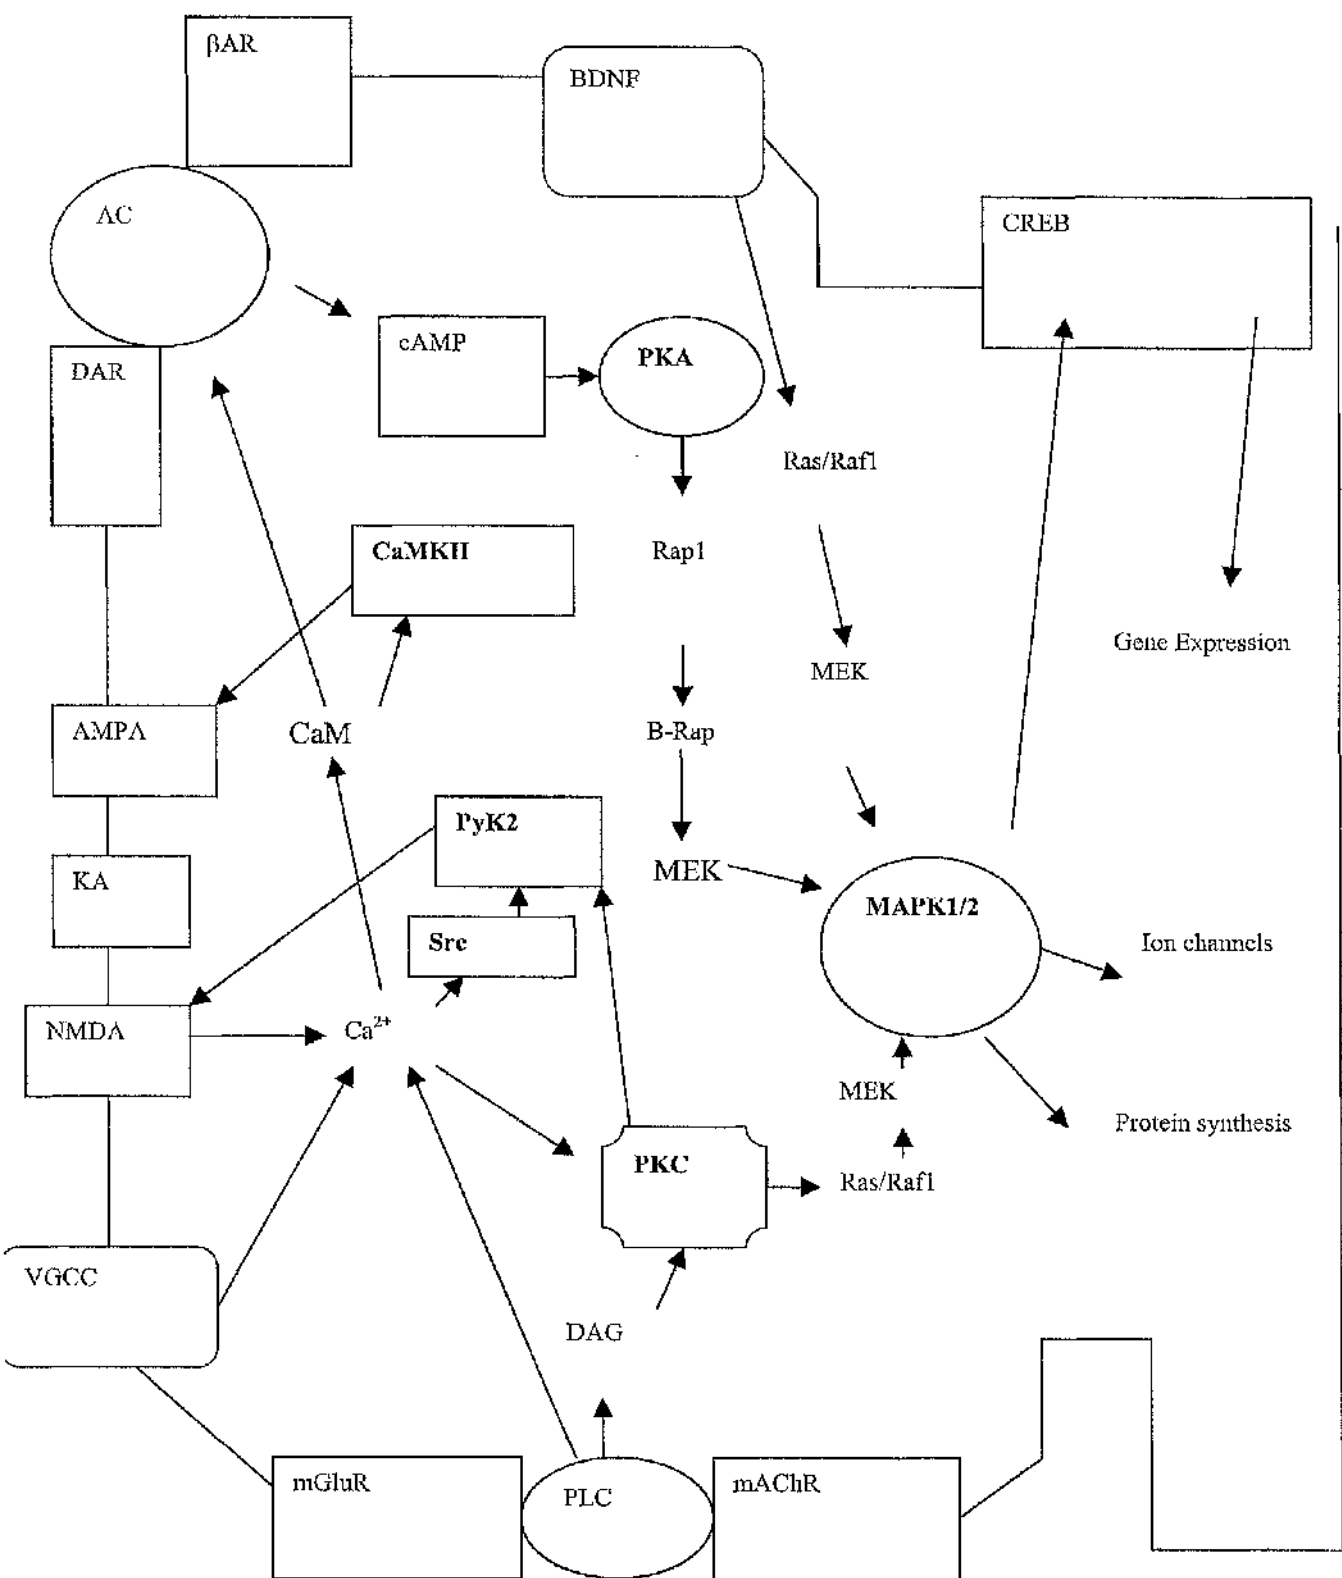 βAR
BDNF
AC
CREB
DAR
cAMP
PKA
Ras/Raf1
CaMKII
Rap1
Gene Expression
MEK
AMPA
CaM
B-Rap
PyK2
MEK
KA
MAPK1/2
Src
Ion channels
NMDA
Ca²⁺
MEK
Protein synthesis
PKC
Ras/Raf1
VGCC
DAG
mGluR
PLC
mAChR